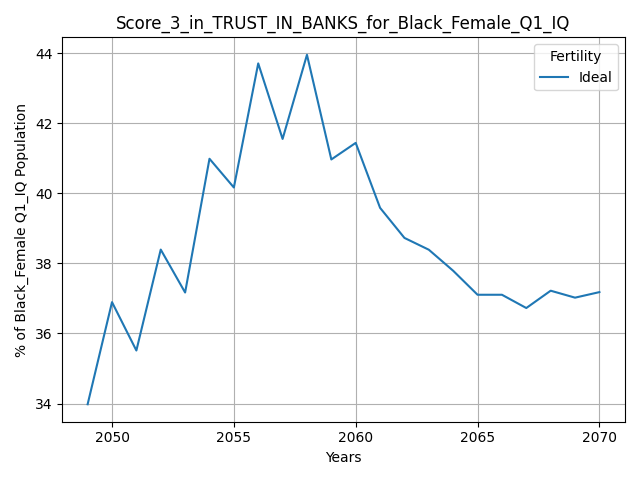 Score_3_in_TRUST_IN_BANKS_for_Black_Female_Q1_IQ
Fertility
Ideal
% of Black_Female Q1_IQ Population
44
42
40
38
36
34
2050
2055
2060
2065
2070
Years